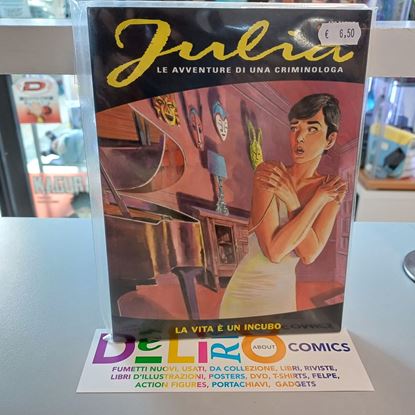 Julia
€ 6,50
LE AVVENTURE DI UNA CRIMINOLOGA
LA VITA È UN INCUBO
DELIRO ABOUT COMICS
FUMETTI NUOVI, USATI, DA COLLEZIONE, LIBRI, RIVISTE,
LIBRI D'ILLUSTRAZIONI, POSTERS, DVD, T-SHIRTS, FELPE,
ACTION FIGURES, PORTACHIAVI, GADGETS